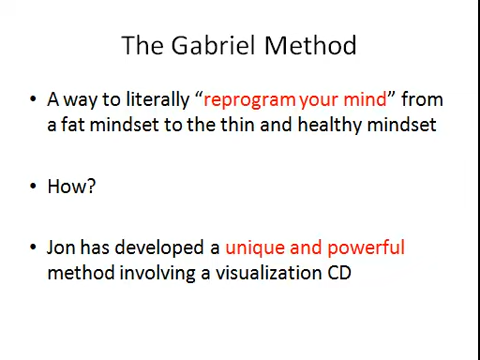 The Gabriel Method
• A way to literally “reprogram your mind” from
a fat mindset to the thin and healthy mindset
• How?
• Jon has developed a unique and powerful
method involving a visualization CD